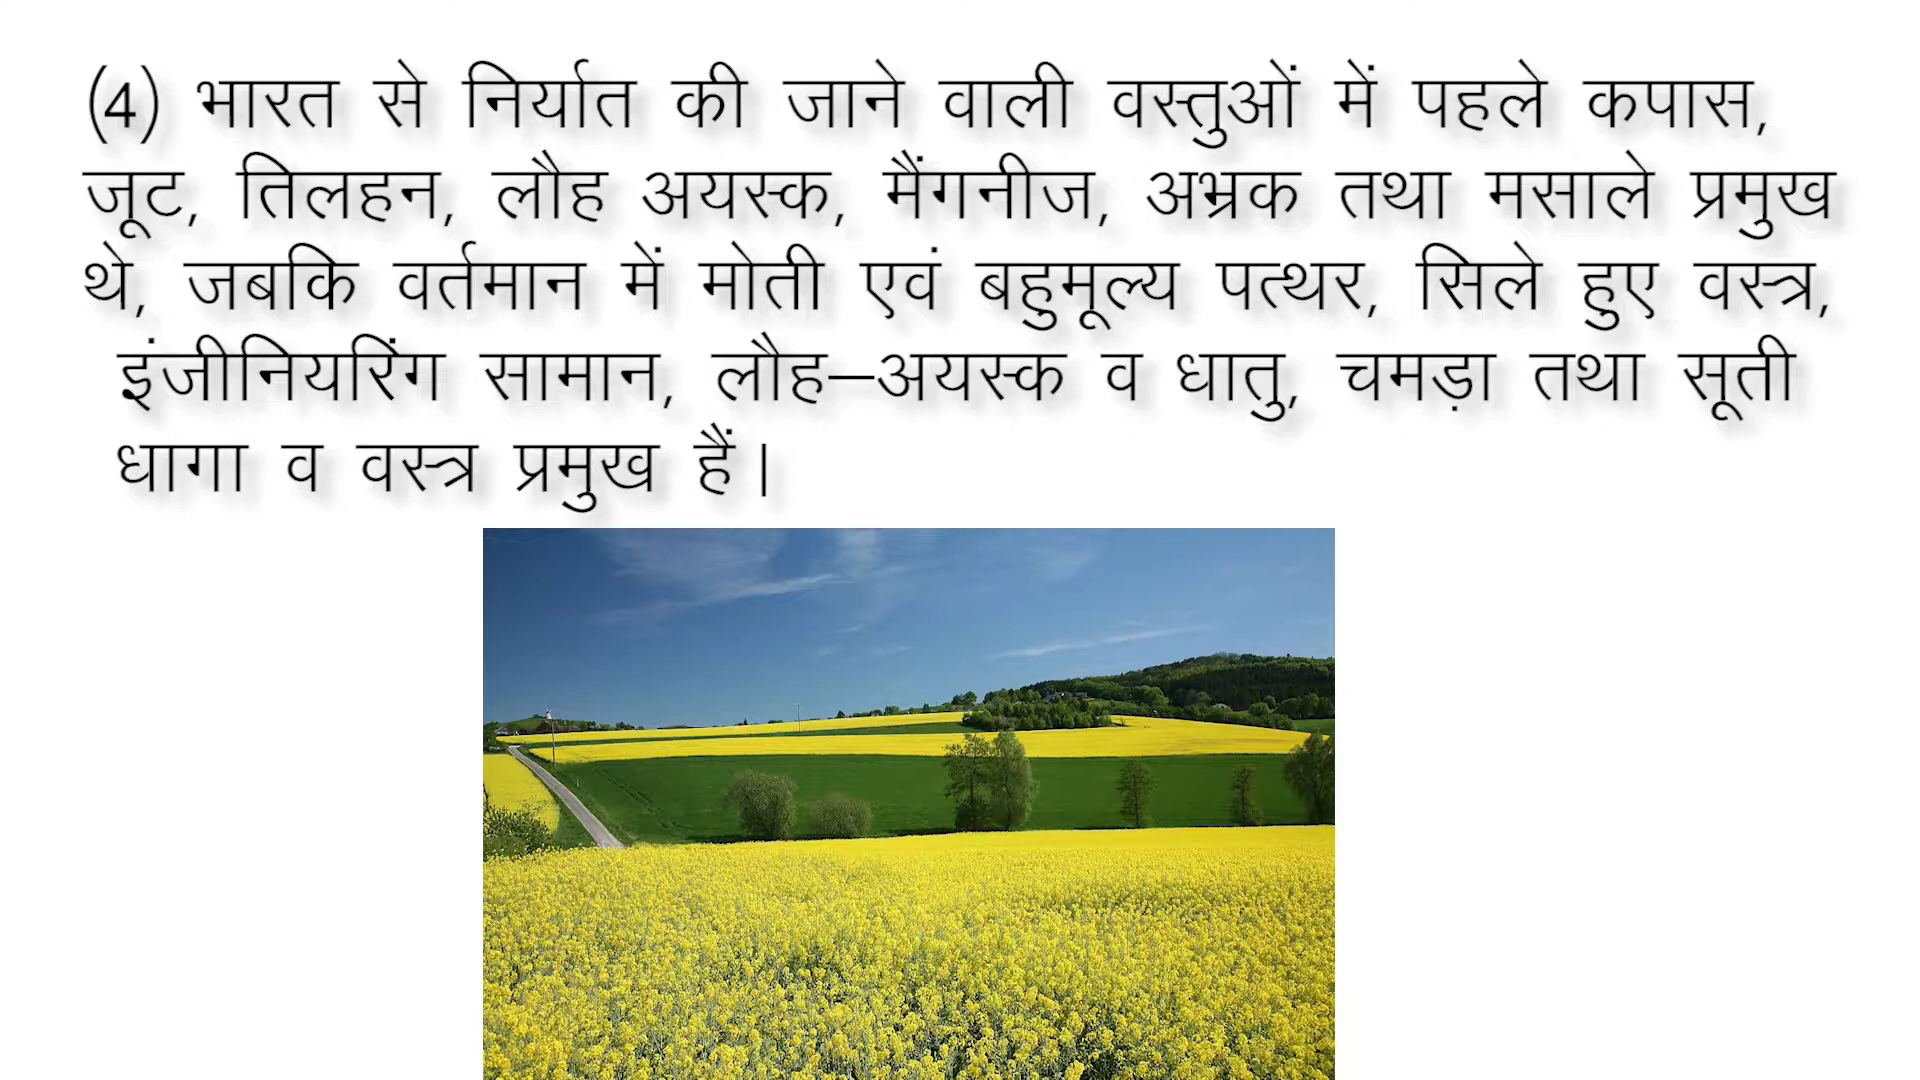 (4) भारत से निर्यात की जाने वाली वस्तुओं में पहले कपास,
जूट, तिलहन, लौह अयस्क, मैंगनीज, अभ्रक तथा मसाले प्रमुख
थे, जबकि वर्तमान में मोती एवं बहुमूल्य पत्थर, सिले हुए वस्त्र,
इंजीनियरिंग सामान, लौह–अयस्क व धातु, चमड़ा तथा सूती
धागा व वस्त्र प्रमुख हैं।